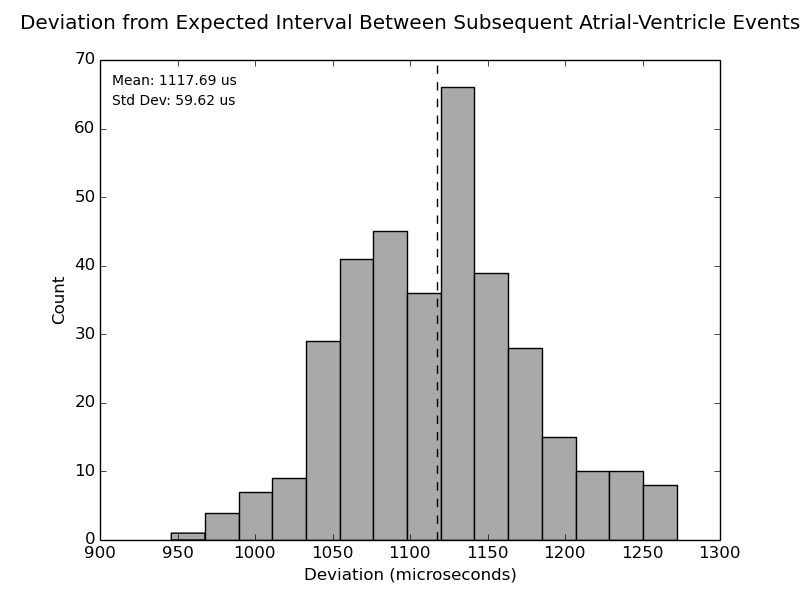 Deviation from Expected Interval Between Subsequent Atrial-Ventricle Events
Mean: 1117.69 us
Std Dev: 59.62 us
70
60
50
40
30
20
10
0
Count
900 950 1000 1050 1100 1150 1200 1250 1300
Deviation (microseconds)